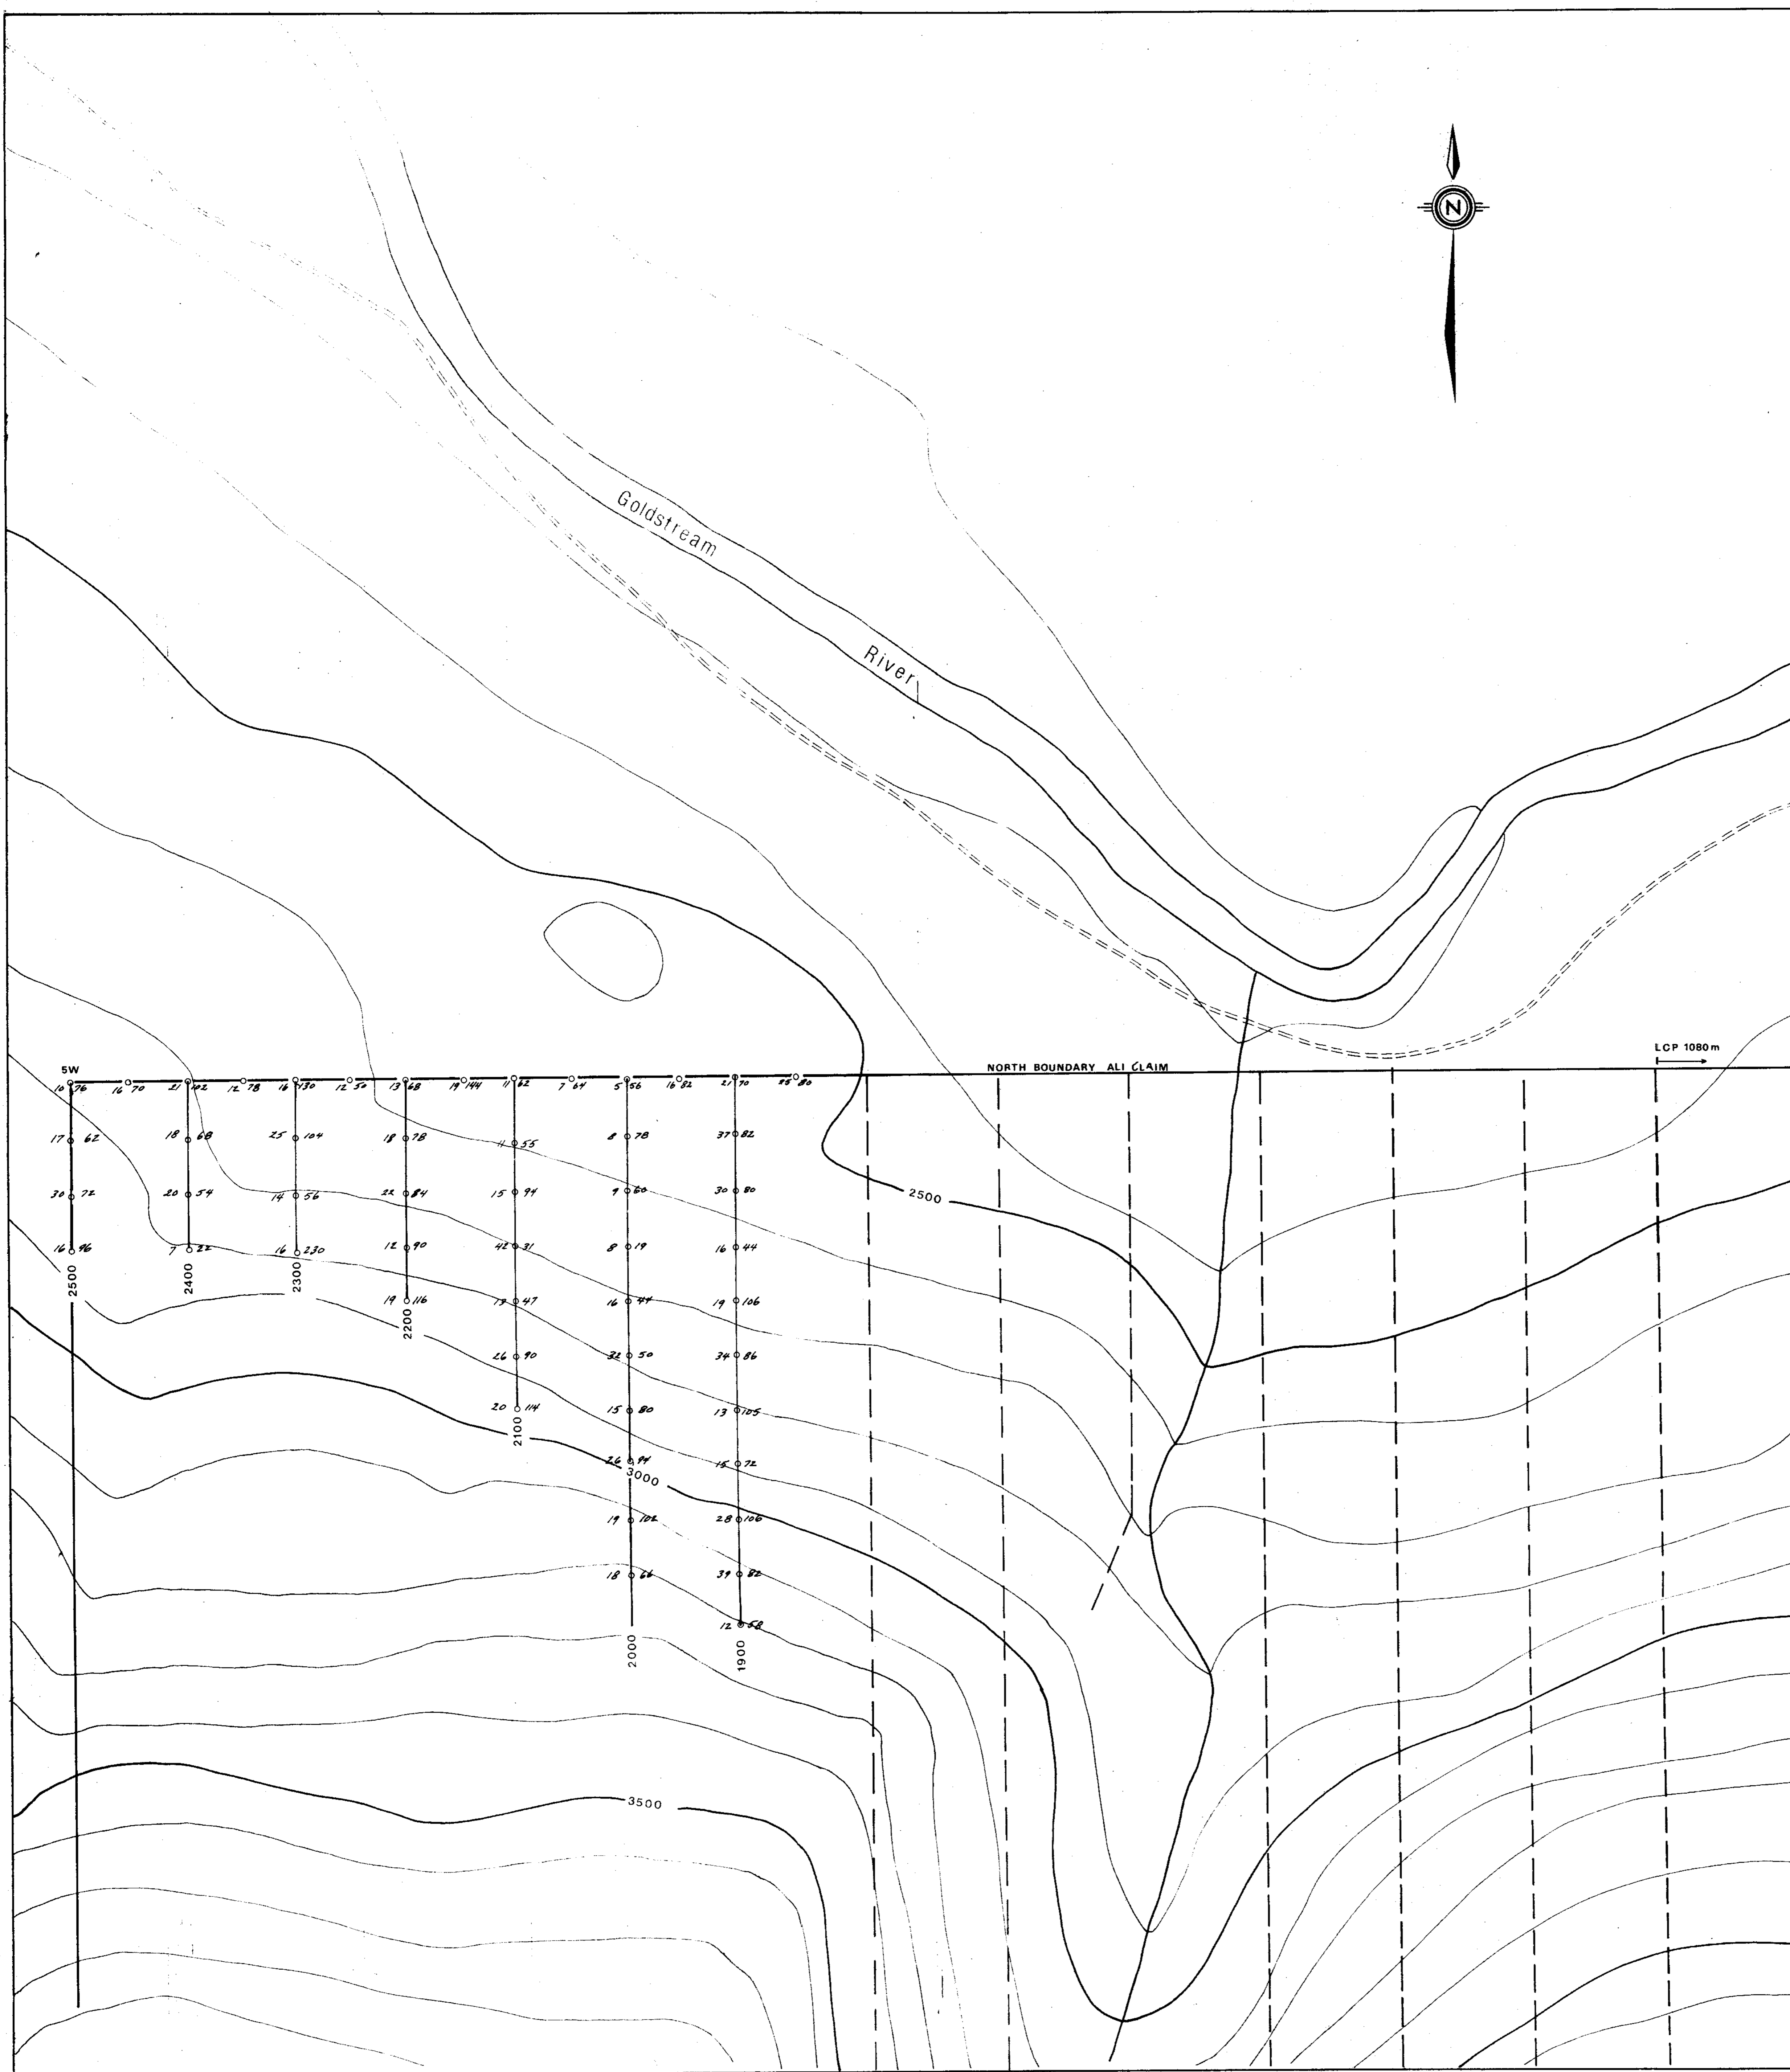 N
Goldstream
River
LCP 1080m
NORTH BOUNDARY ALI CLAIM
5W
10 76 16 70 21 102 12 78 16 130 12 50 13 68 19 144 11 62 7 64 5 56 16 82 21 70 80
17 62 18 68 25 104 18 78 11 55 8 78 37 82
30 72 20 54 14 56 22 84 15 94 9 60 30 80
2500
16 96 7 22 16 230 12 90 42 31 8 19 16 44
2500 2400 2300
19 116 13 47 16 44 19 106
2200
26 90 32 50 34 86
20 114 15 80 13 105
2100
26 94 15 72
3000
19 102 28 106
18 66 39 82
12 58
2000 1900
3500